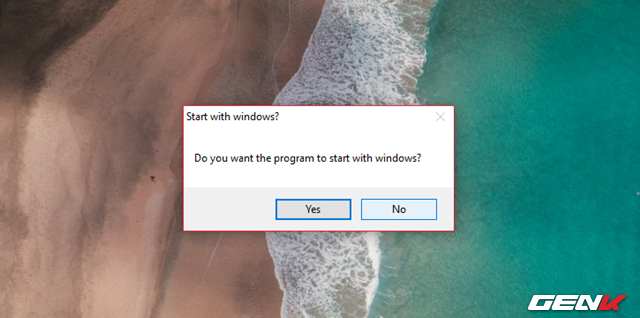 Start with windows?
Do you want the program to start with windows?
Yes
No
GENK